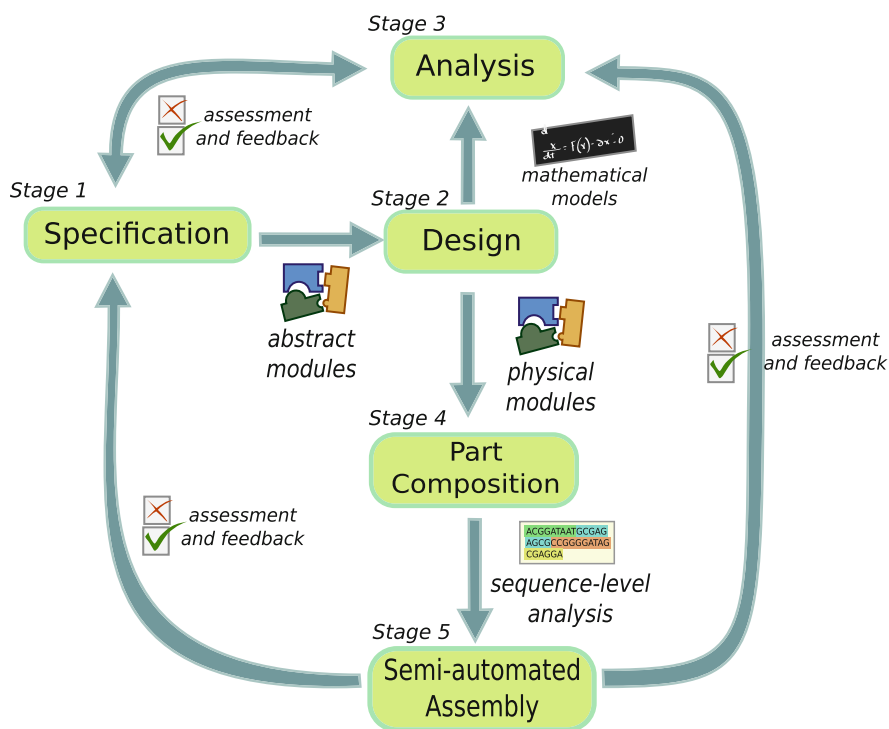 Stage 3
Analysis
assessment
and feedback
mathematical
models
Stage 1
Specification
Stage 2
Design
abstract
modules
physical
modules
assessment
and feedback
Stage 4
Part
Composition
assessment
and feedback
ACGGATAATGCGAG
AGCGCCGGGGATAG
CGAGGA
sequence-level
analysis
Stage 5
Semi-automated
Assembly